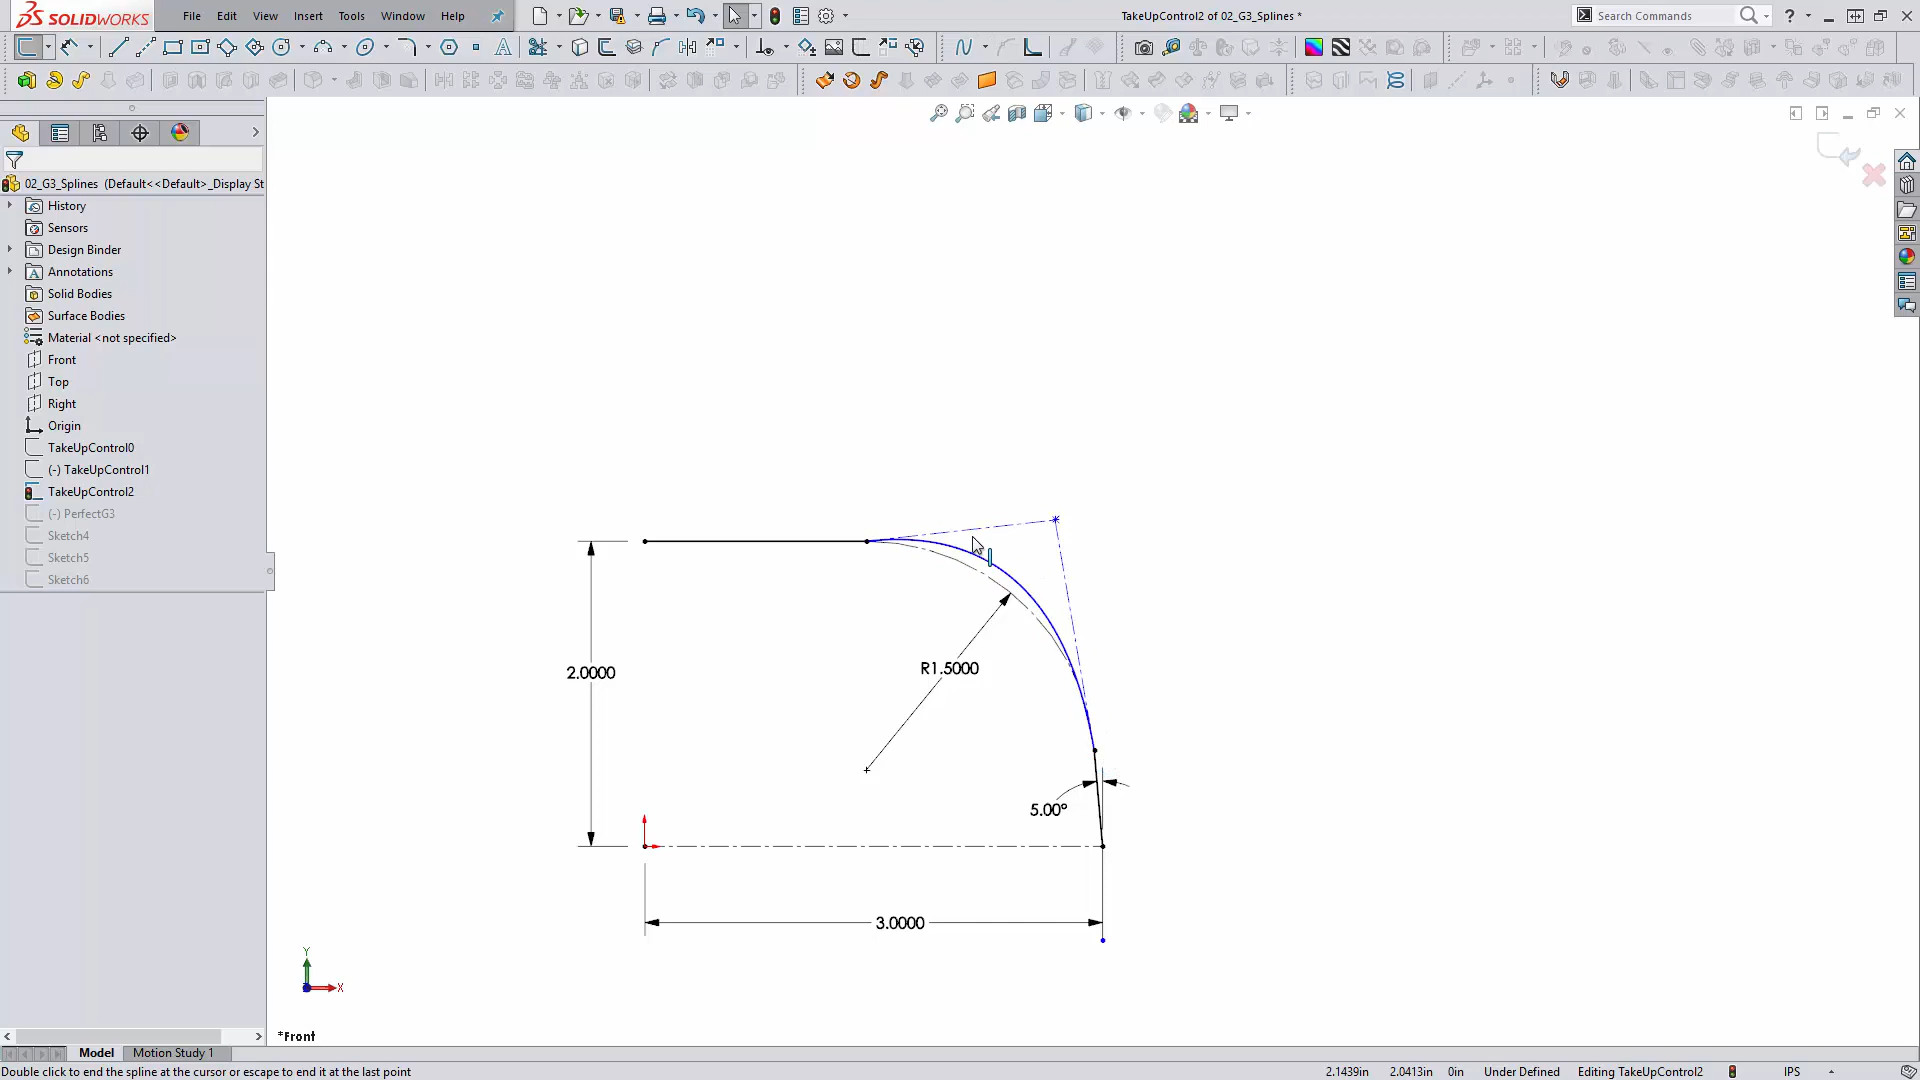 SOLIDWORKS
File Edit View Insert Tools Window Help
TakeUpControl2 of 02_G3_Splines *
Search Commands
02_G3_Splines (Default<<Default>_Display St
History
Sensors
Design Binder
Annotations
Solid Bodies
Surface Bodies
Material <not specified>
Front
Top
Right
Origin
TakeUpControl0
(-) TakeUpControl1
TakeUpControl2
(-) PerfectG3
Sketch4
Sketch5
Sketch6
2.0000
R1.5000
5.00°
3.0000
Y
X
*Front
Model Motion Study 1
Double click to end the spline at the cursor or escape to end it at the last point
2.1439in 2.0413in 0in Under Defined Editing TakeUpControl2 IPS